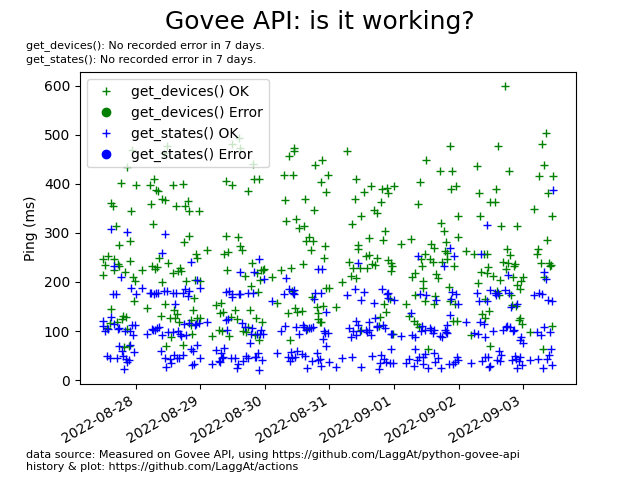 Govee API: is it working?
get_devices(): No recorded error in 7 days.
get_states(): No recorded error in 7 days.
get_devices() OK
get_devices() Error
get_states() OK
get_states() Error
600
500
400
300
200
100
0
Ping (ms)
2022-08-28
2022-08-29
2022-08-30
2022-08-31
2022-09-01
2022-09-02
2022-09-03
data source: Measured on Govee API, using https://github.com/LaggAt/python-govee-api
history & plot: https://github.com/LaggAt/actions